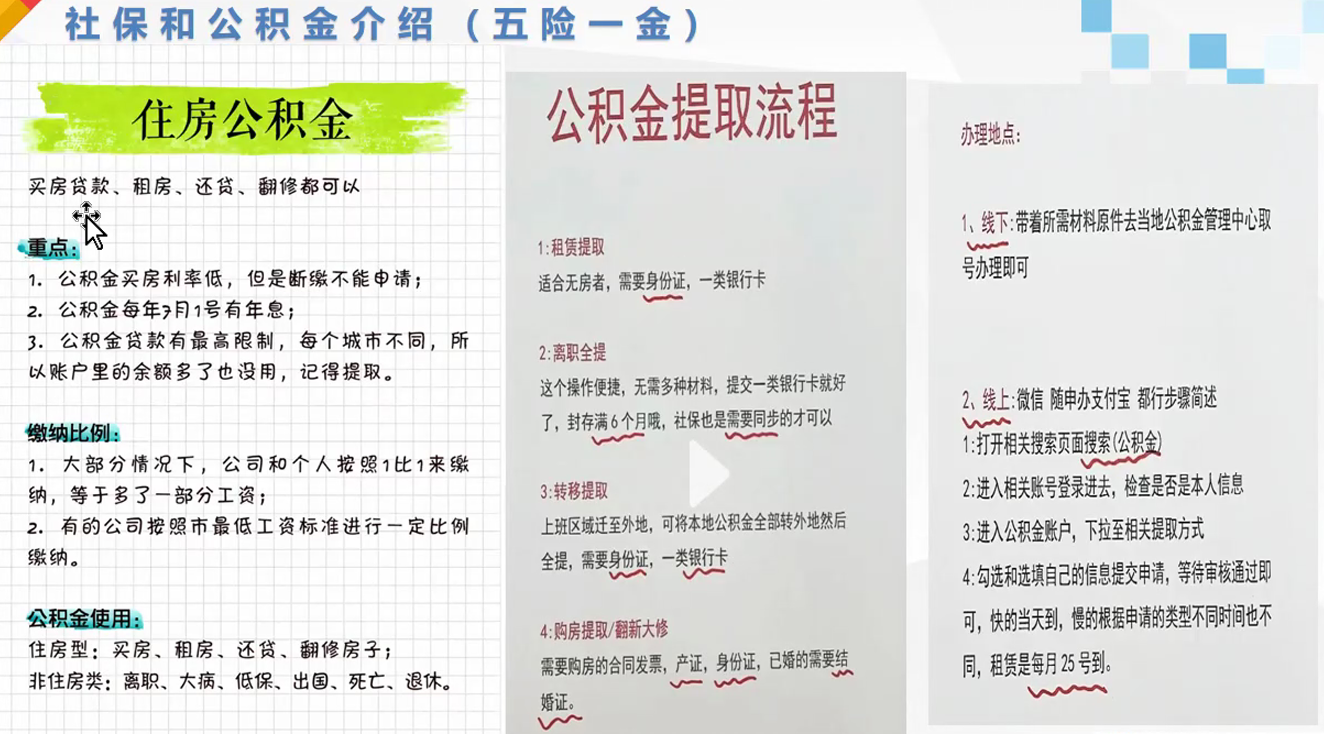 社保和公积金介绍（五险一金）
住房公积金
买房贷款、租房、还贷、翻修都可以
重点：
1. 公积金买房利率低，但是断缴不能申请；
2. 公积金每年7月1号有年息；
3. 公积金贷款有最高限制，每个城市不同，所
以账户里的余额多了也没用，记得提取。
缴纳比例：
1. 大部分情况下，公司和个人按照1比1来缴
纳，等于多了一部分工资；
2. 有的公司按照市最低工资标准进行一定比例
缴纳。
公积金使用：
住房型：买房、租房、还贷、翻修房子；
非住房类：离职、大病、低保、出国、死亡、退休。
公积金提取流程
1:租赁提取
适合无房者，需要身份证，一类银行卡
2:离职全提
这个操作便捷，无需多种材料，提交一类银行卡就好
了，封存满6个月哦，社保也是需要同步的才可以
3:转移提取
上班区域迁至外地，可将本地公积金全部转外地然后
全提，需要身份证，一类银行卡
4:购房提取/翻新大修
需要购房的合同发票，产证，身份证，已婚的需要结
婚证。
办理地点：
1、线下:带着所需材料原件去当地公积金管理中心取
号办理即可
2、线上:微信 随申办支付宝 都行步骤简述
1:打开相关搜索页面搜索(公积金)
2:进入相关账号登录进去，检查是否是本人信息
3:进入公积金账户，下拉至相关提取方式
4:勾选和选填自己的信息提交申请，等待审核通过即
可，快的当天到，慢的根据申请的类型不同时间也不
同，租赁是每月25号到。